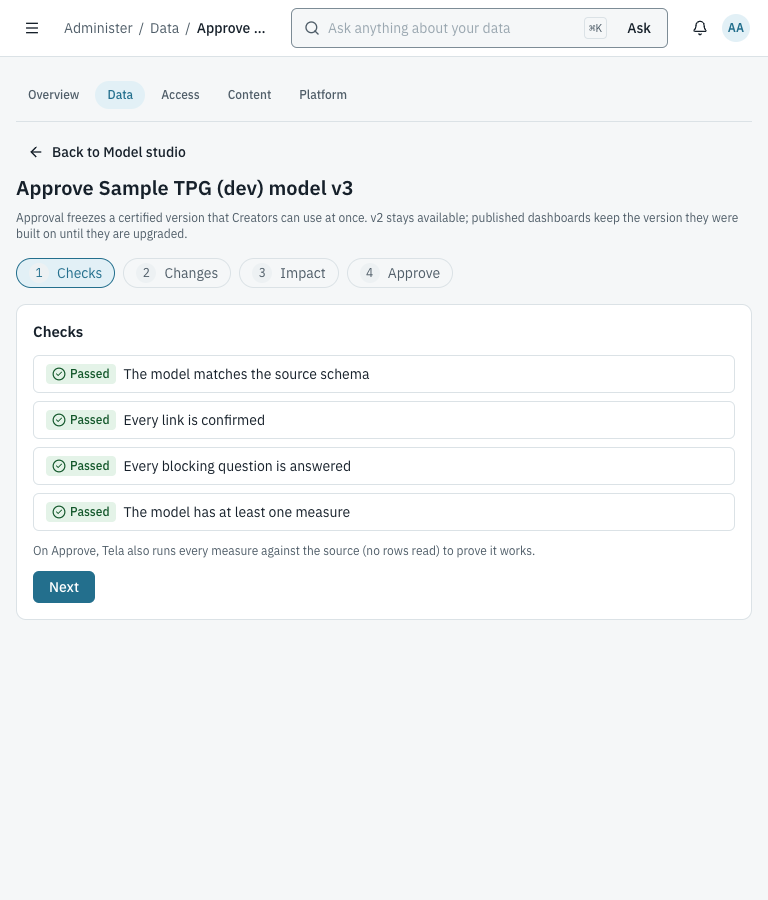 Administer / Data / Approve ...
Ask anything about your data
⌘K
Ask
AA
Overview
Data
Access
Content
Platform
Back to Model studio
Approve Sample TPG (dev) model v3
Approval freezes a certified version that Creators can use at once. v2 stays available; published dashboards keep the version they were
built on until they are upgraded.
1 Checks
2 Changes
3 Impact
4 Approve
Checks
Passed The model matches the source schema
Passed Every link is confirmed
Passed Every blocking question is answered
Passed The model has at least one measure
On Approve, Tela also runs every measure against the source (no rows read) to prove it works.
Next